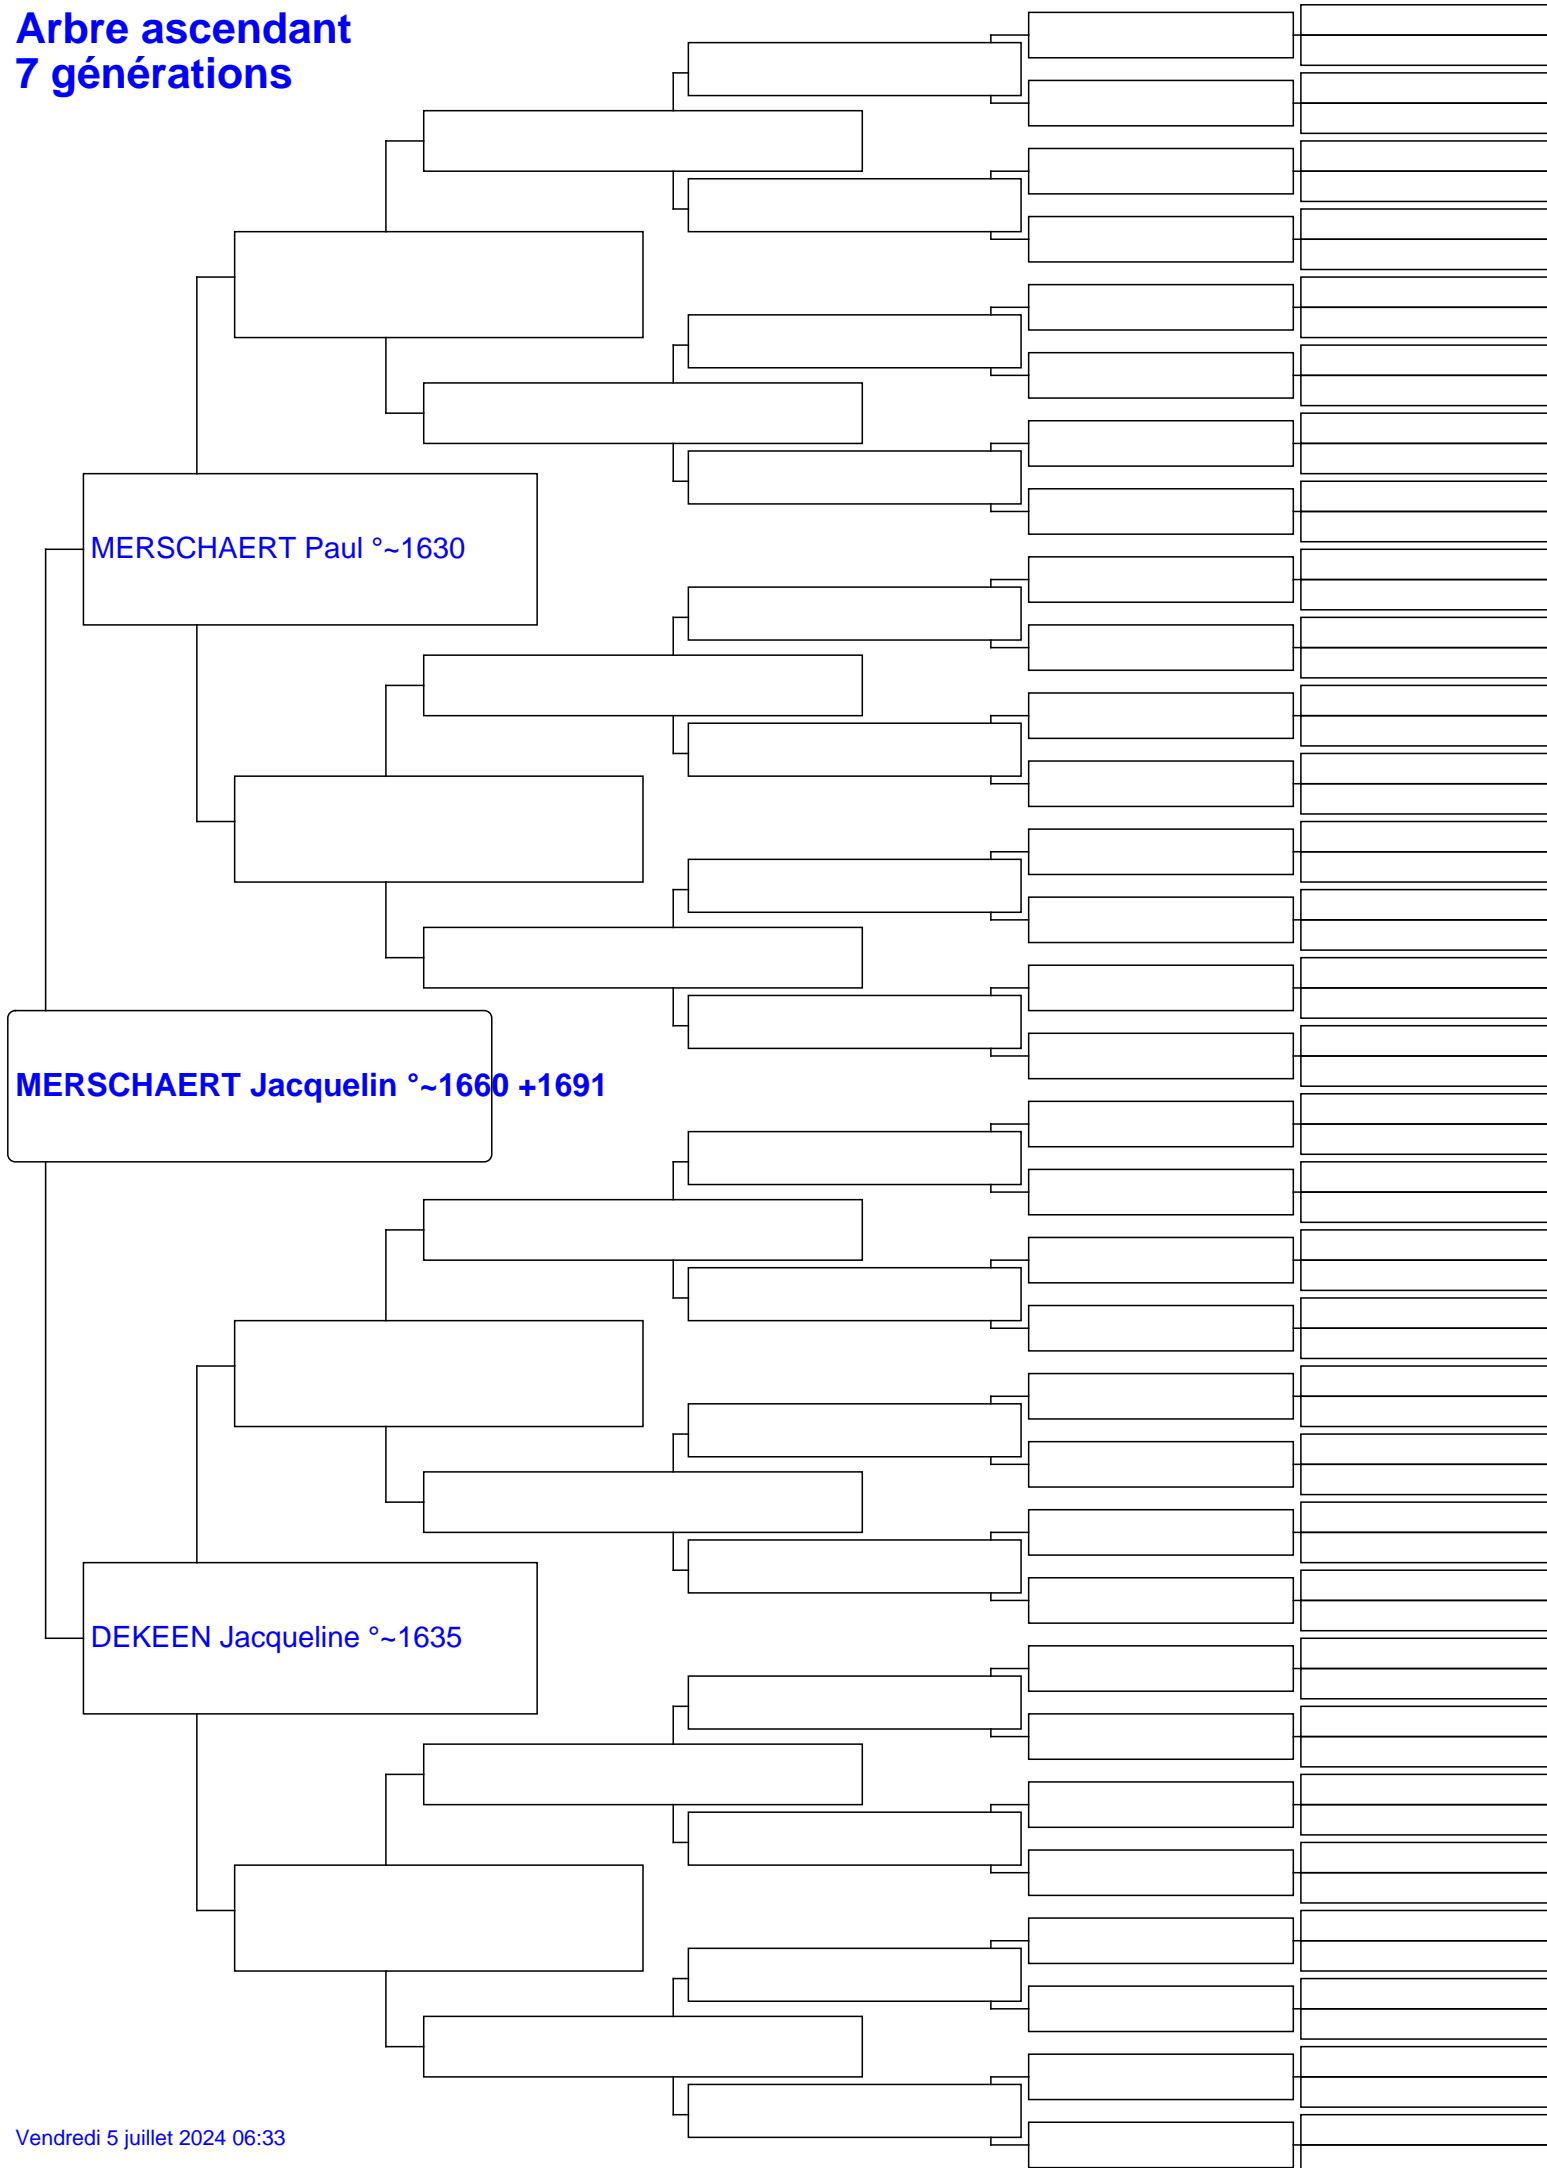 Arbre ascendant
7 générations
MERSCHAERT Paul °~1630
MERSCHAERT Jacquelin °~1660 +1691
DEKEEN Jacqueline °~1635
Vendredi 5 juillet 2024 06:33